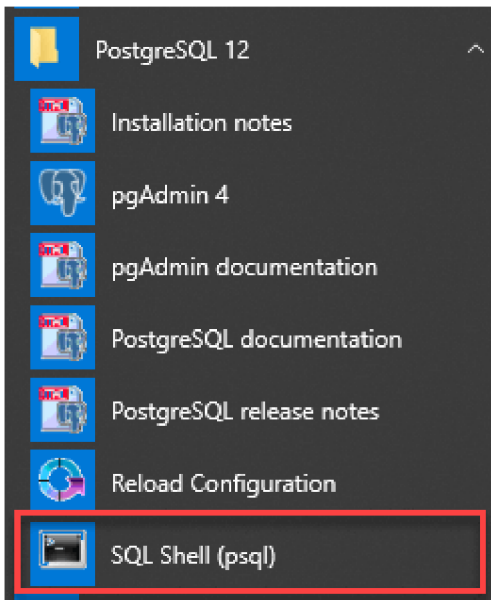 PostgreSQL 12
Installation notes
pgAdmin 4
pgAdmin documentation
PostgreSQL documentation
PostgreSQL release notes
Reload Configuration
SQL Shell (psql)